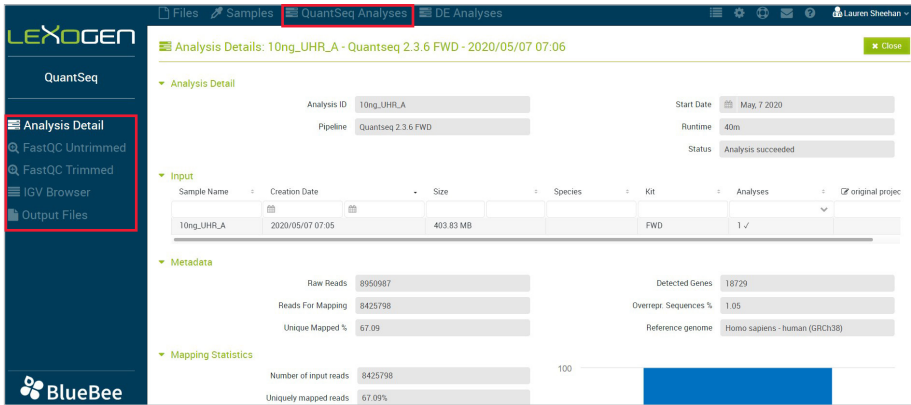 Files Samples QuantSeq Analyses DE Analyses Lauren Sheehan
LEXOGEN
QuantSeq
Analysis Detail
FastQC Untrimmed
FastQC Trimmed
IGV Browser
Output Files
BlueBee
Analysis Details: 10ng_UHR_A - Quantseq 2.3.6 FWD - 2020/05/07 07:06
Close
Analysis Detail
Analysis ID 10ng_UHR_A Start Date May, 7 2020
Pipeline Quantseq 2.3.6 FWD Runtime 40m
Status Analysis succeeded
Input
Sample Name Creation Date Size Species Kit Analyses original projec
10ng_UHR_A 2020/05/07 07:05 403.83 MB FWD 1 ✓
Metadata
Raw Reads 8950987 Detected Genes 18729
Reads For Mapping 8425798 Overrepr. Sequences % 1.05
Unique Mapped % 67.09 Reference genome Homo sapiens - human (GRCh38)
Mapping Statistics
Number of input reads 8425798 100
Uniquely mapped reads 67.09%